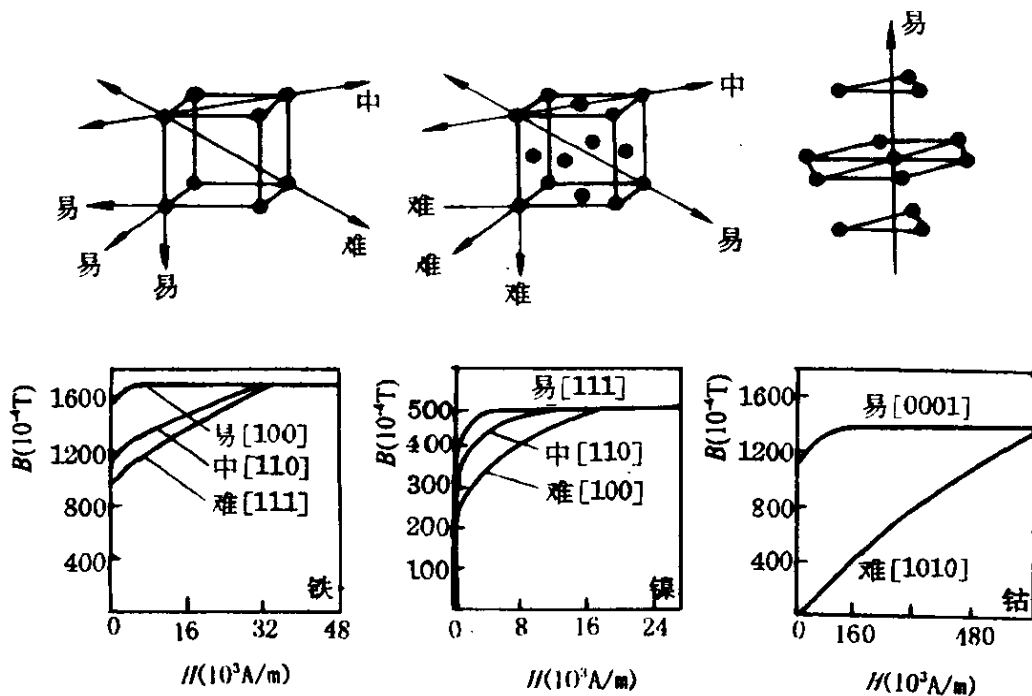 易
中
中
易
易
易
难
难
难
难
易
1600
1200
800
400
B(10⁻⁴T)
易[100]
中[110]
难[111]
铁
0 16 32 48
H(10³A/m)
500
400
300
200
100
B(10⁻⁴T)
易[111]
中[110]
难[100]
镍
0 8 16 24
H(10³A/m)
1600
1200
800
400
B(10⁻⁴T)
易[0001]
难[1010]
钴
0 160 480
H(10³A/m)